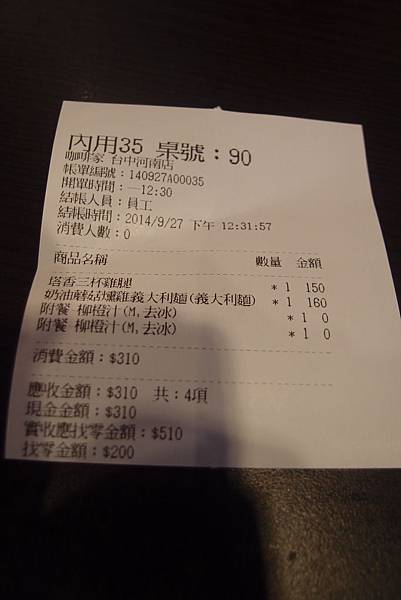 內用35 桌號：90
咖啡家 台中河南店
帳單編號：140927A00035
開單時間：—12:30
結帳人員：員工
結帳時間：2014/9/27 下午 12:31:57
消費人數：0
商品名稱 數量 金額
塔香三杯雞腿 * 1 150
奶油蘑菇燻雞義大利麵(義大利麵) * 1 160
附餐 柳橙汁(M,去冰) * 1 0
附餐 柳橙汁(M,去冰) * 1 0
消費金額：$310
應收金額：$310 共：4項
現金金額：$310
實收應找零金額：$510
找零金額：$200